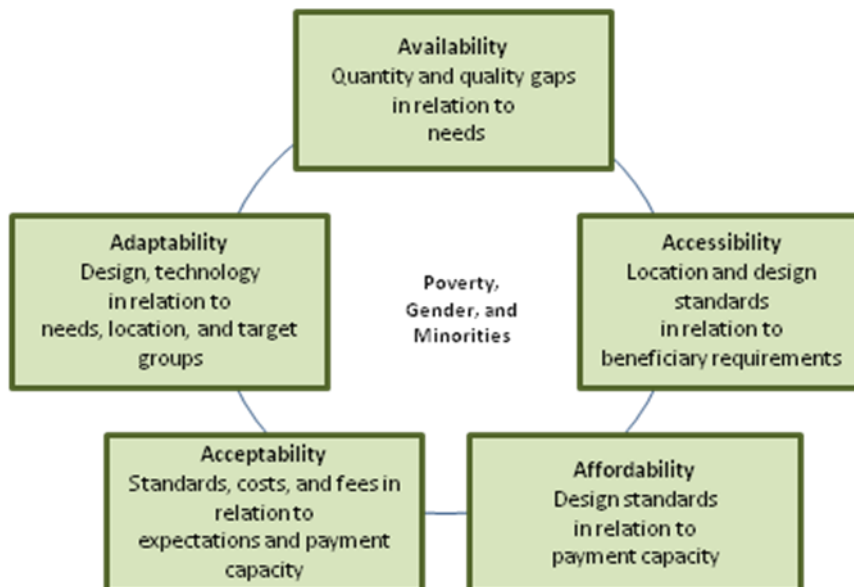 Availability
Quantity and quality gaps
in relation to
needs
Adaptability
Design, technology
in relation to
needs, location, and target
groups
Poverty,
Gender, and
Minorities
Accessibility
Location and design
standards
in relation to
beneficiary requirements
Acceptability
Standards, costs, and fees in
relation to
expectations and payment
capacity
Affordability
Design standards
in relation to
payment capacity